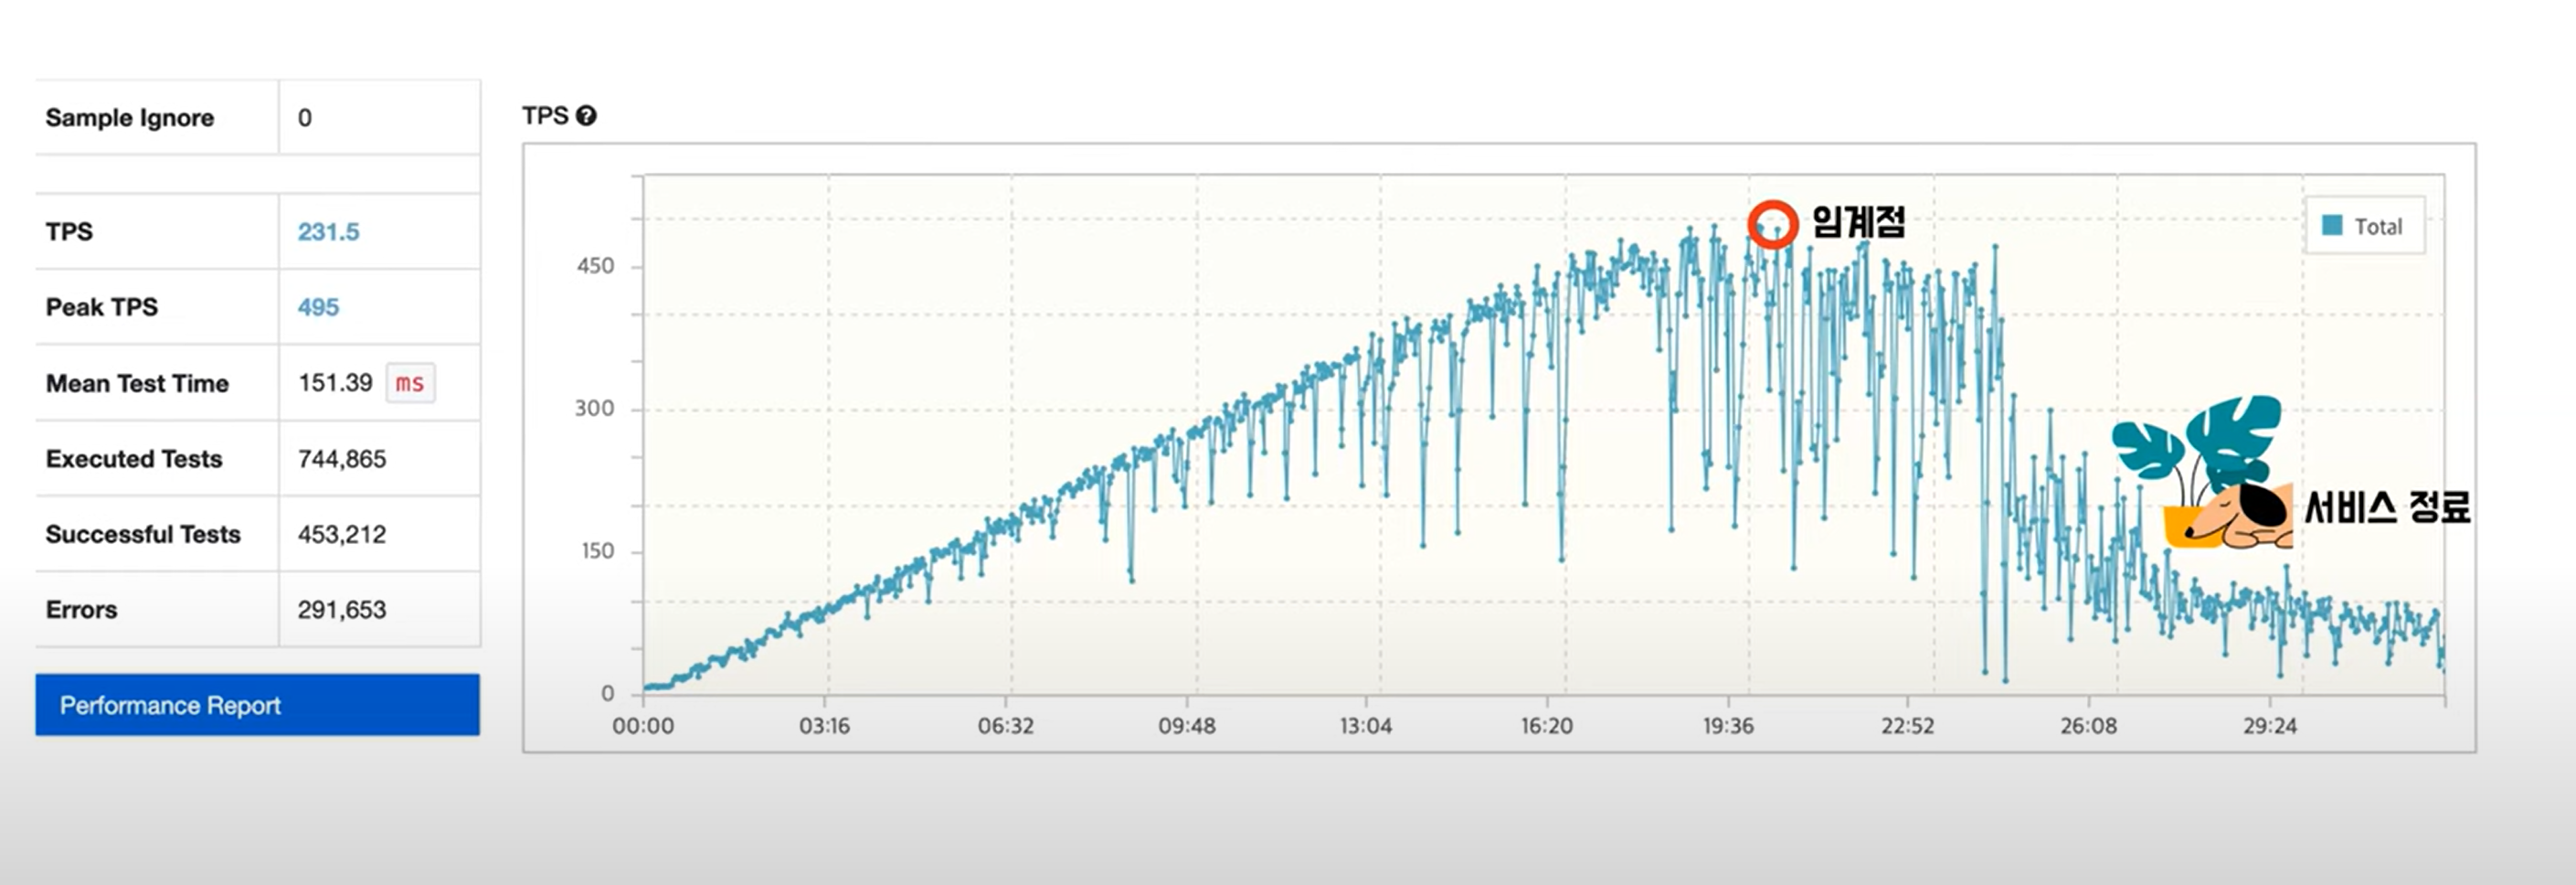 Sample Ignore 0
TPS 231.5
Peak TPS 495
Mean Test Time 151.39 ms
Executed Tests 744,865
Successful Tests 453,212
Errors 291,653
Performance Report
TPS ?
임계점
Total
서비스 정료
450
300
150
0
00:00 03:16 06:32 09:48 13:04 16:20 19:36 22:52 26:08 29:24